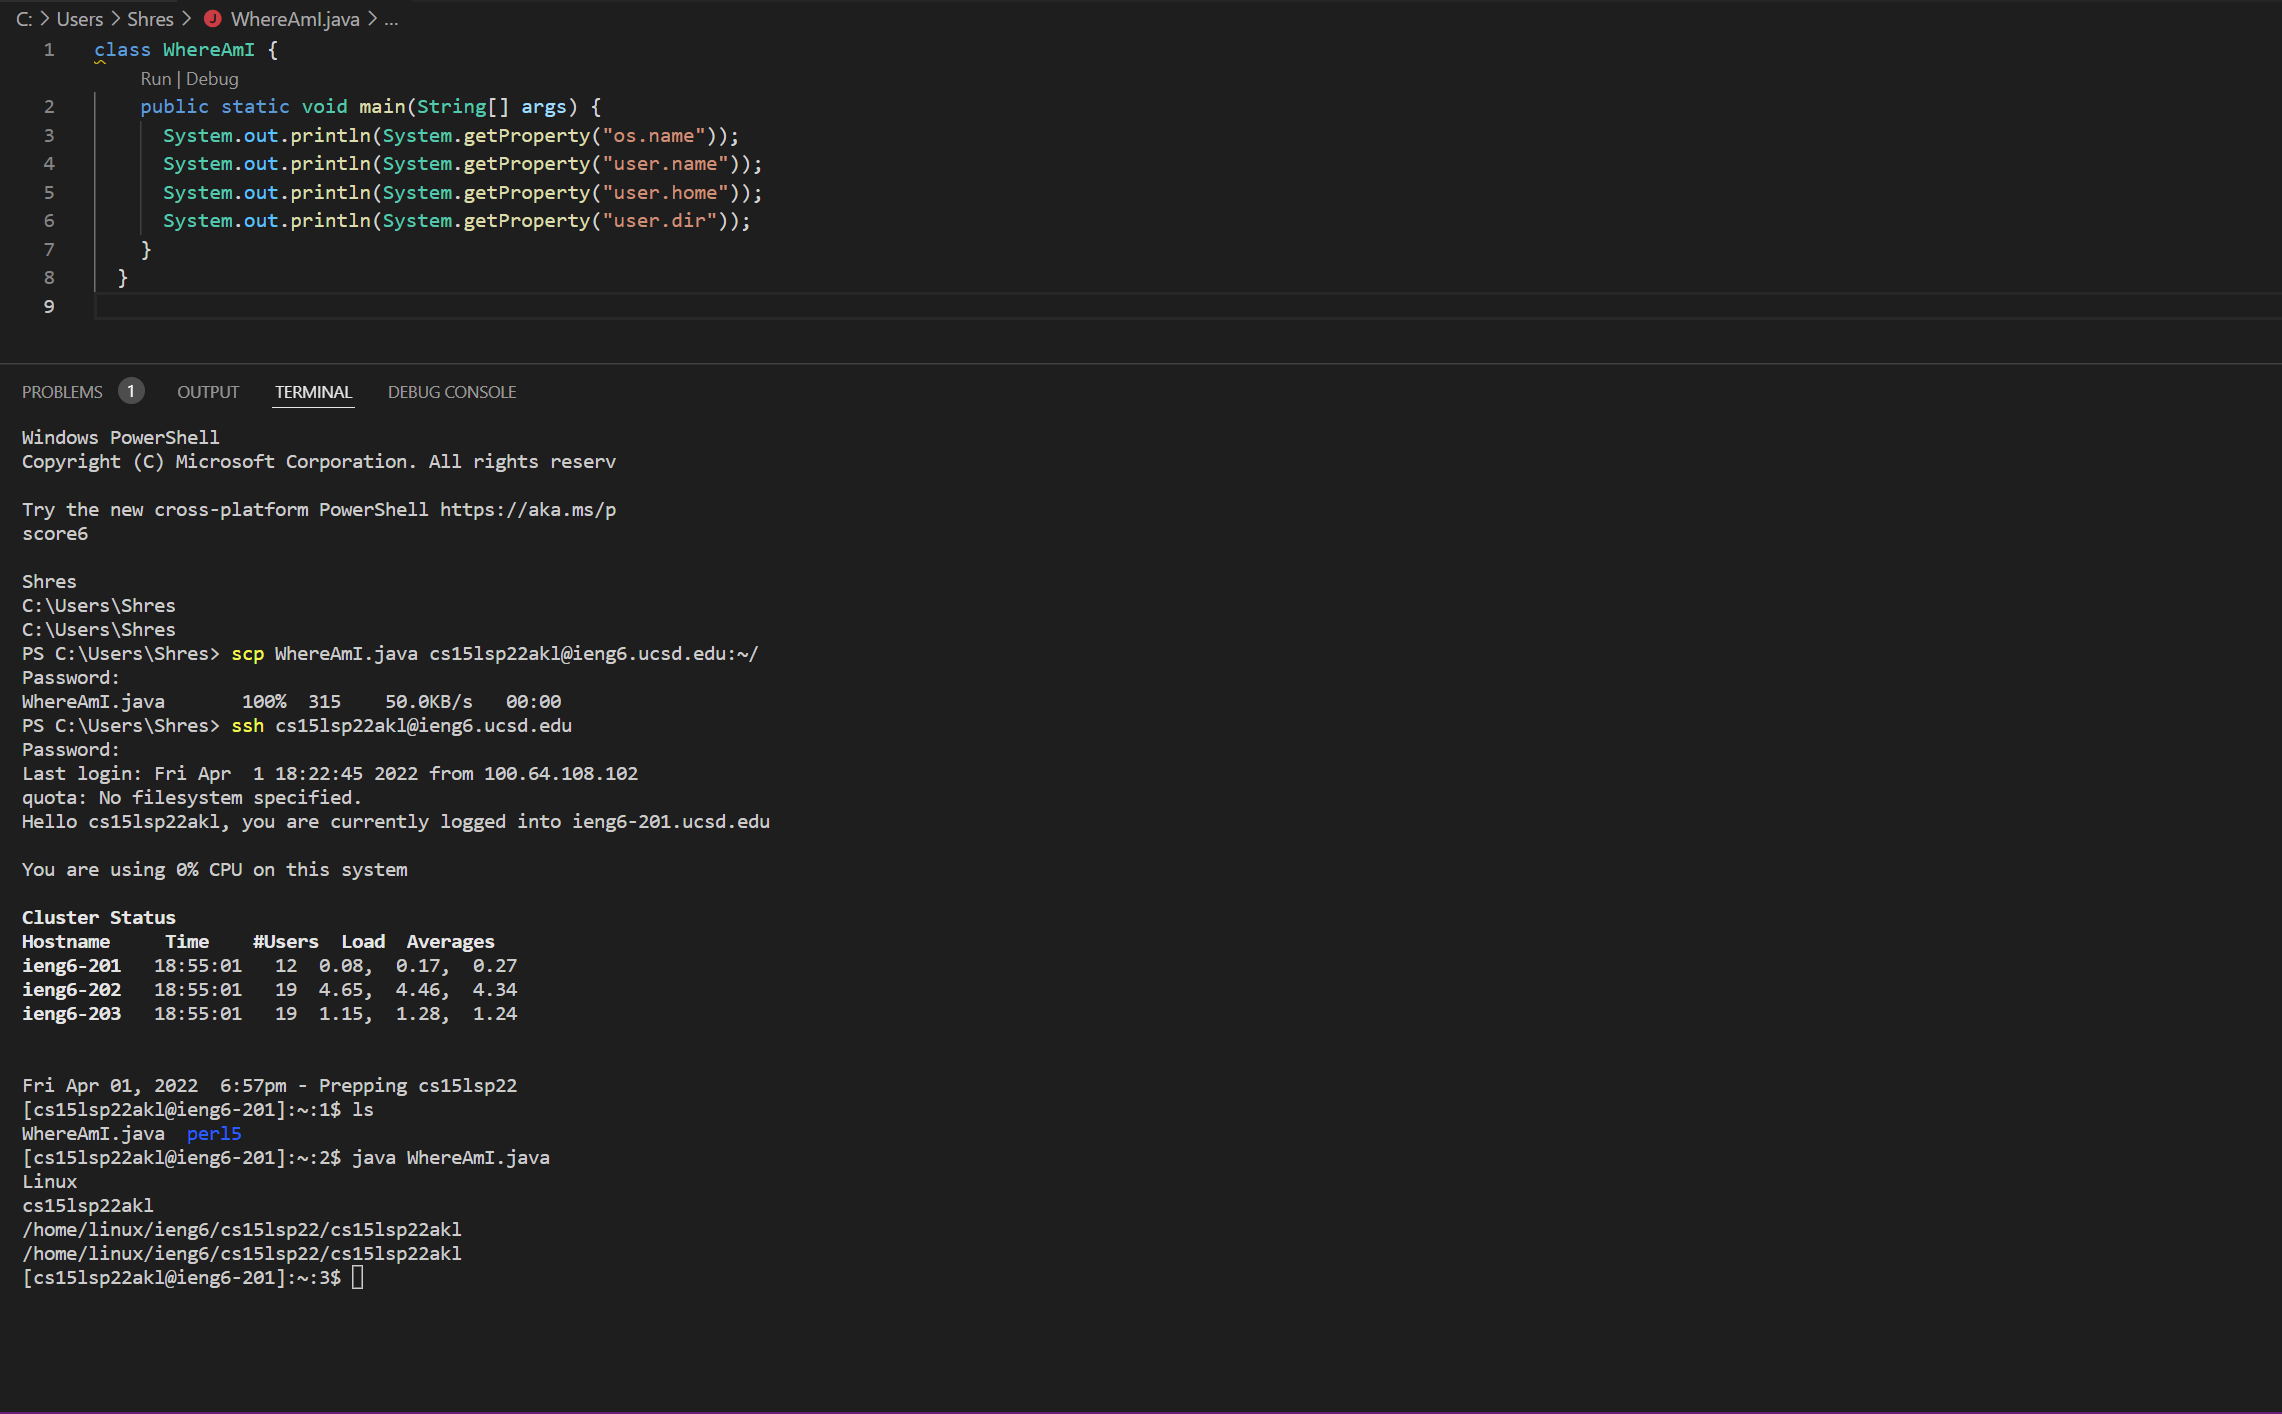 C: > Users > Shres > J WhereAmI.java > ...
1 class WhereAmI {
Run | Debug
2 public static void main(String[] args) {
3 System.out.println(System.getProperty("os.name"));
4 System.out.println(System.getProperty("user.name"));
5 System.out.println(System.getProperty("user.home"));
6 System.out.println(System.getProperty("user.dir"));
7 }
8 }
9
PROBLEMS 1 OUTPUT TERMINAL DEBUG CONSOLE
Windows PowerShell
Copyright (C) Microsoft Corporation. All rights reserv
Try the new cross-platform PowerShell https://aka.ms/p
score6
Shres
C:\Users\Shres
C:\Users\Shres
PS C:\Users\Shres> scp WhereAmI.java cs15lsp22akl@ieng6.ucsd.edu:~/
Password:
WhereAmI.java 100% 315 50.0KB/s 00:00
PS C:\Users\Shres> ssh cs15lsp22akl@ieng6.ucsd.edu
Password:
Last login: Fri Apr 1 18:22:45 2022 from 100.64.108.102
quota: No filesystem specified.
Hello cs15lsp22akl, you are currently logged into ieng6-201.ucsd.edu
You are using 0% CPU on this system
Cluster Status
Hostname Time #Users Load Averages
ieng6-201 18:55:01 12 0.08, 0.17, 0.27
ieng6-202 18:55:01 19 4.65, 4.46, 4.34
ieng6-203 18:55:01 19 1.15, 1.28, 1.24
Fri Apr 01, 2022 6:57pm - Prepping cs15lsp22
[cs15lsp22akl@ieng6-201]:~:1$ ls
WhereAmI.java perl5
[cs15lsp22akl@ieng6-201]:~:2$ java WhereAmI.java
Linux
cs15lsp22akl
/home/linux/ieng6/cs15lsp22/cs15lsp22akl
/home/linux/ieng6/cs15lsp22/cs15lsp22akl
[cs15lsp22akl@ieng6-201]:~:3$